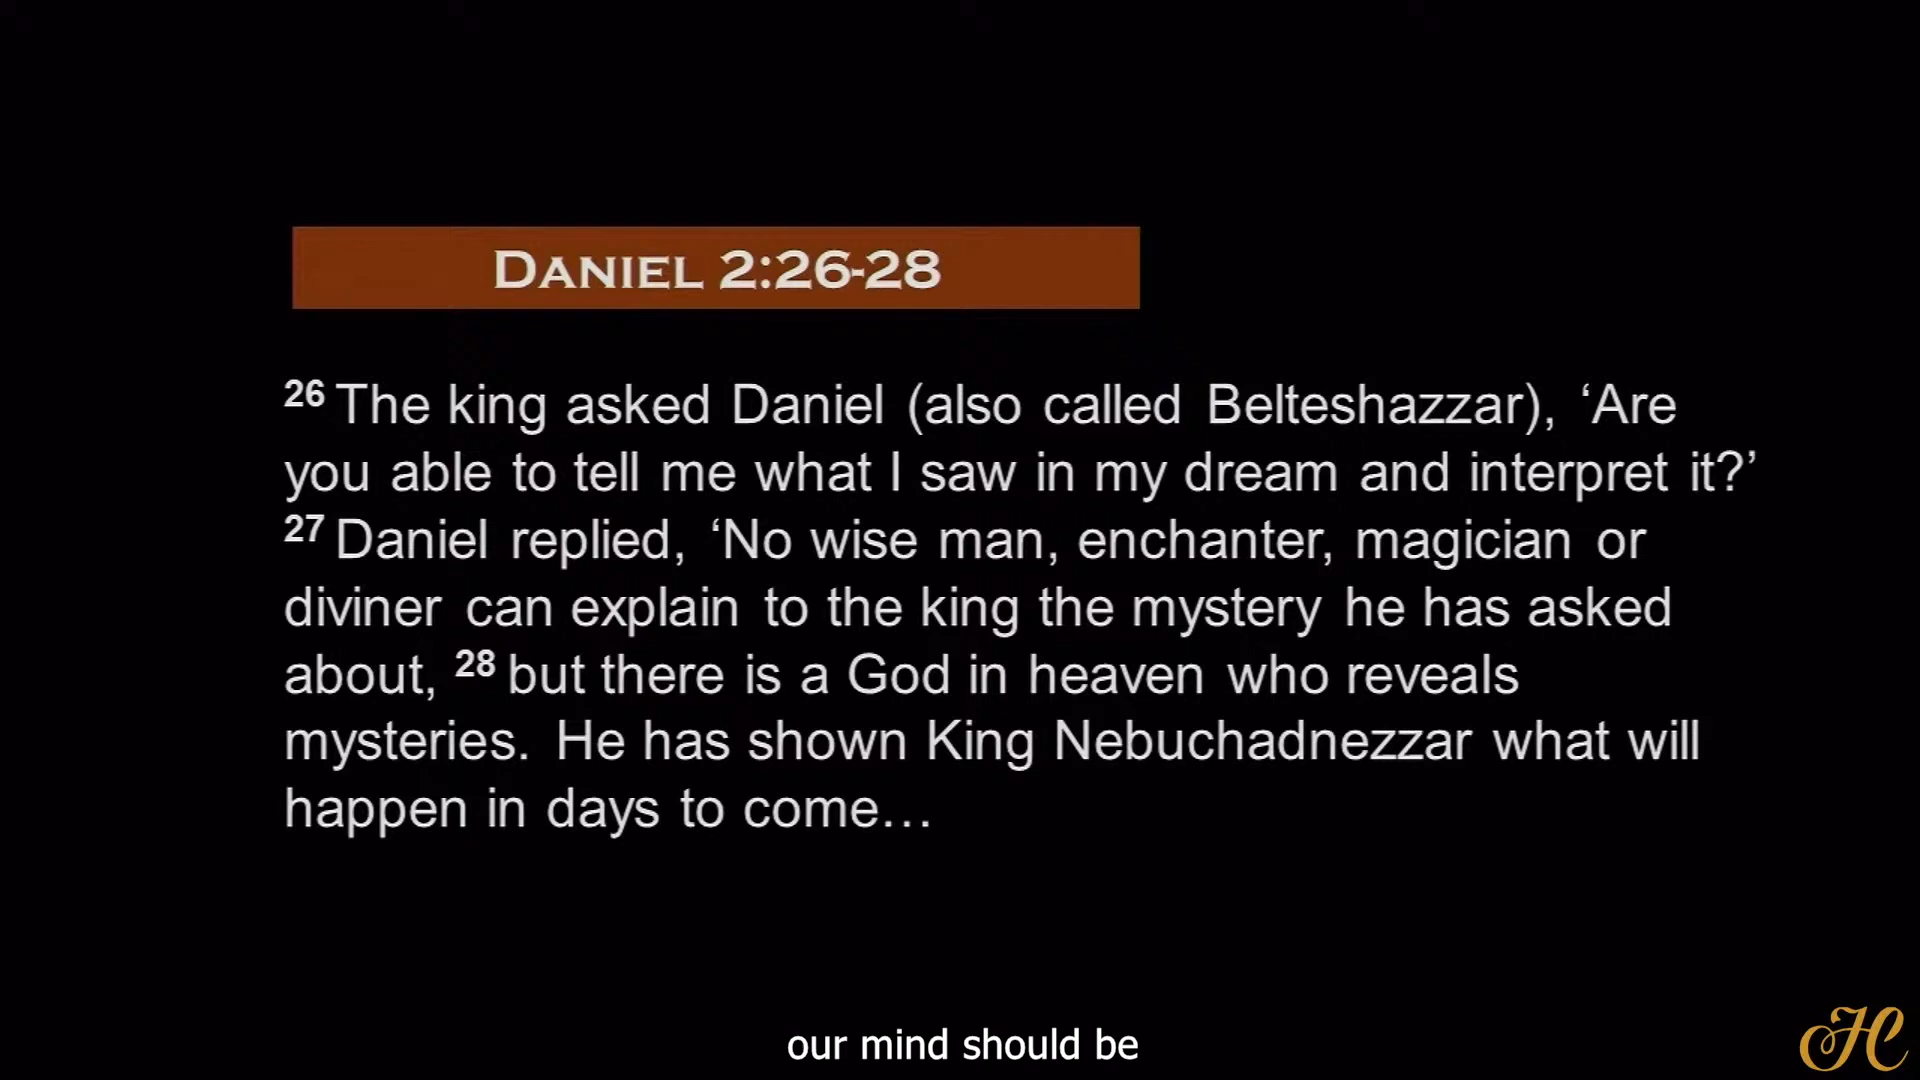 DANIEL 2:26-28
26 The king asked Daniel (also called Belteshazzar), ‘Are
you able to tell me what I saw in my dream and interpret it?’
27 Daniel replied, ‘No wise man, enchanter, magician or
diviner can explain to the king the mystery he has asked
about, 28 but there is a God in heaven who reveals
mysteries. He has shown King Nebuchadnezzar what will
happen in days to come…
our mind should be
H